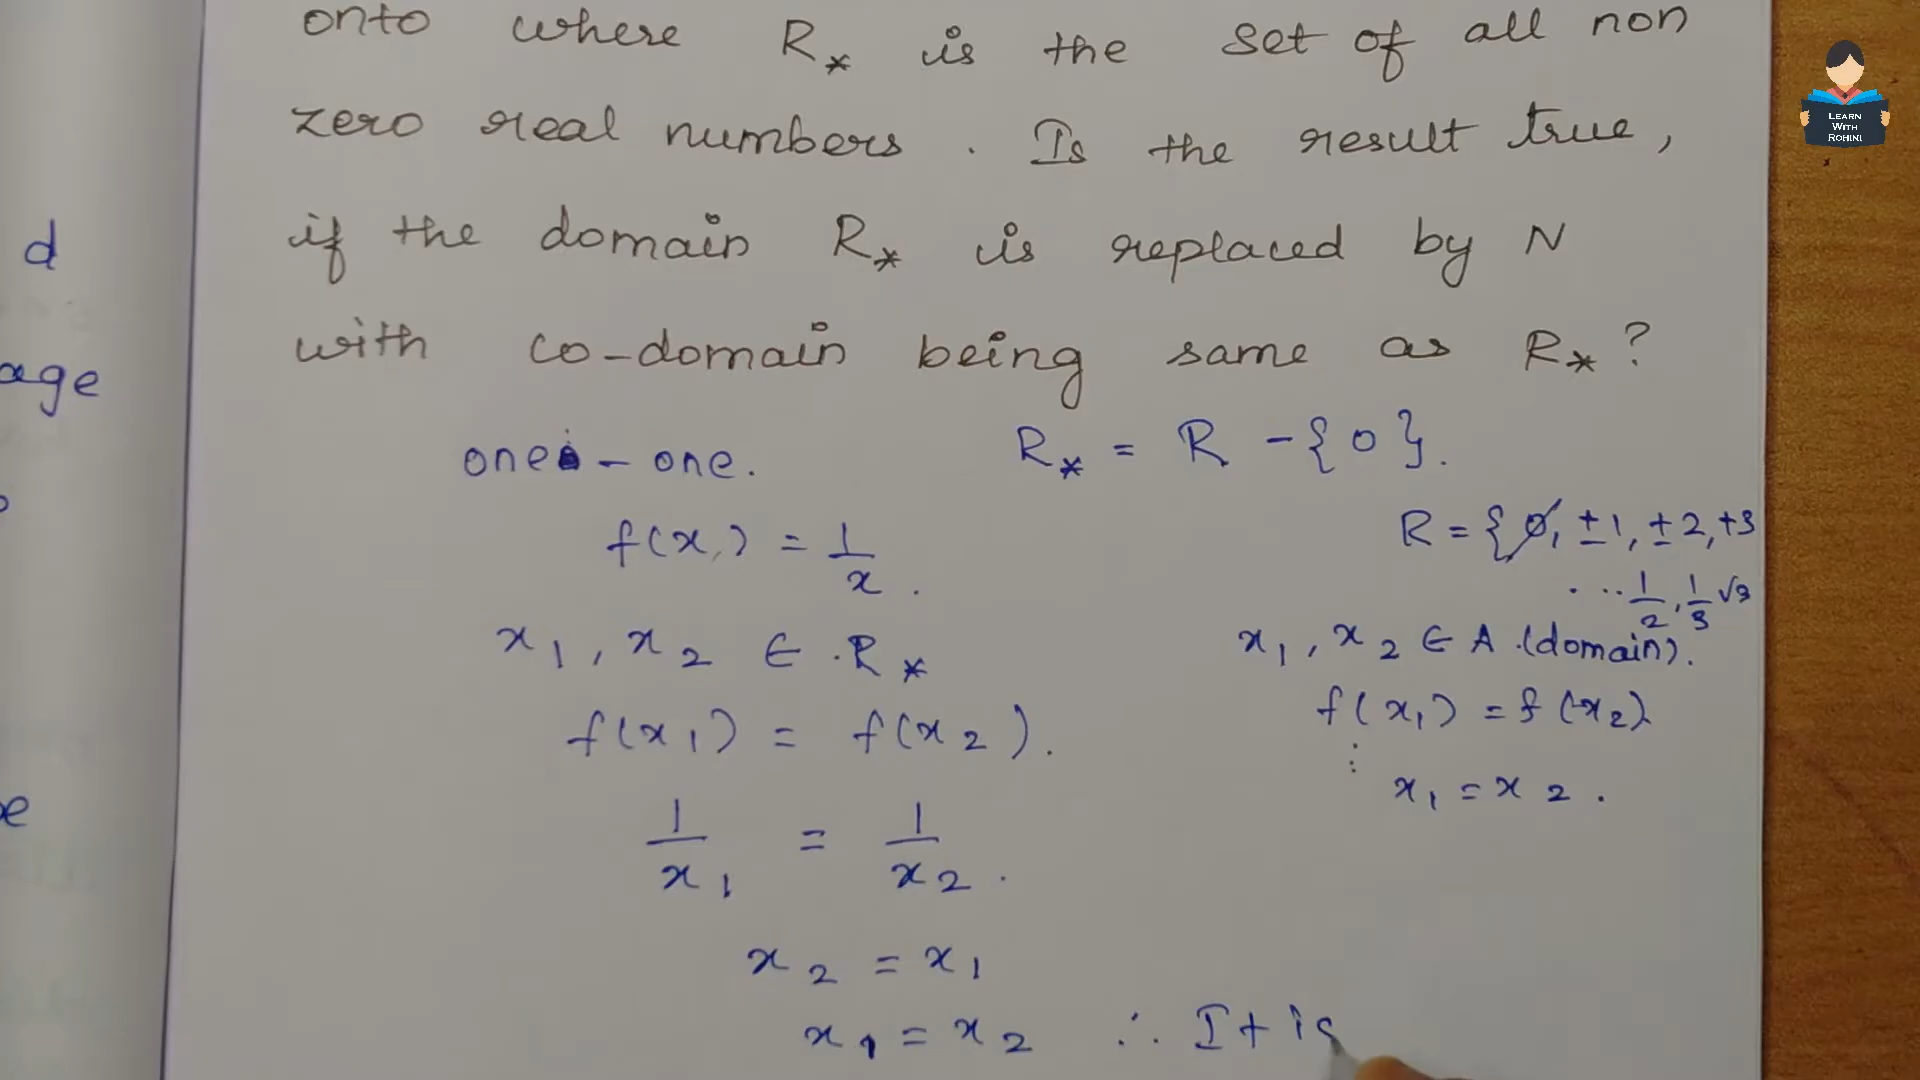 onto where R* is the set of all non
zero real numbers . Is the result true,
if the domain R* is replaced by N
with co-domain being same as R* ?
one - one.
R* = R - { 0 }.
f(x) = 1/x .
R = { 0, ±1, ±2, +3
... 1/2, 1/3 √3
x1, x2 ∈ R*
x1, x2 ∈ A (domain).
f(x1) = f(x2).
f(x1) = f(x2)
⋮
x1 = x2 .
1/x1 = 1/x2 .
x2 = x1
x1 = x2 ∴ It is
d
age
e
LEARN
WITH
ROHINI